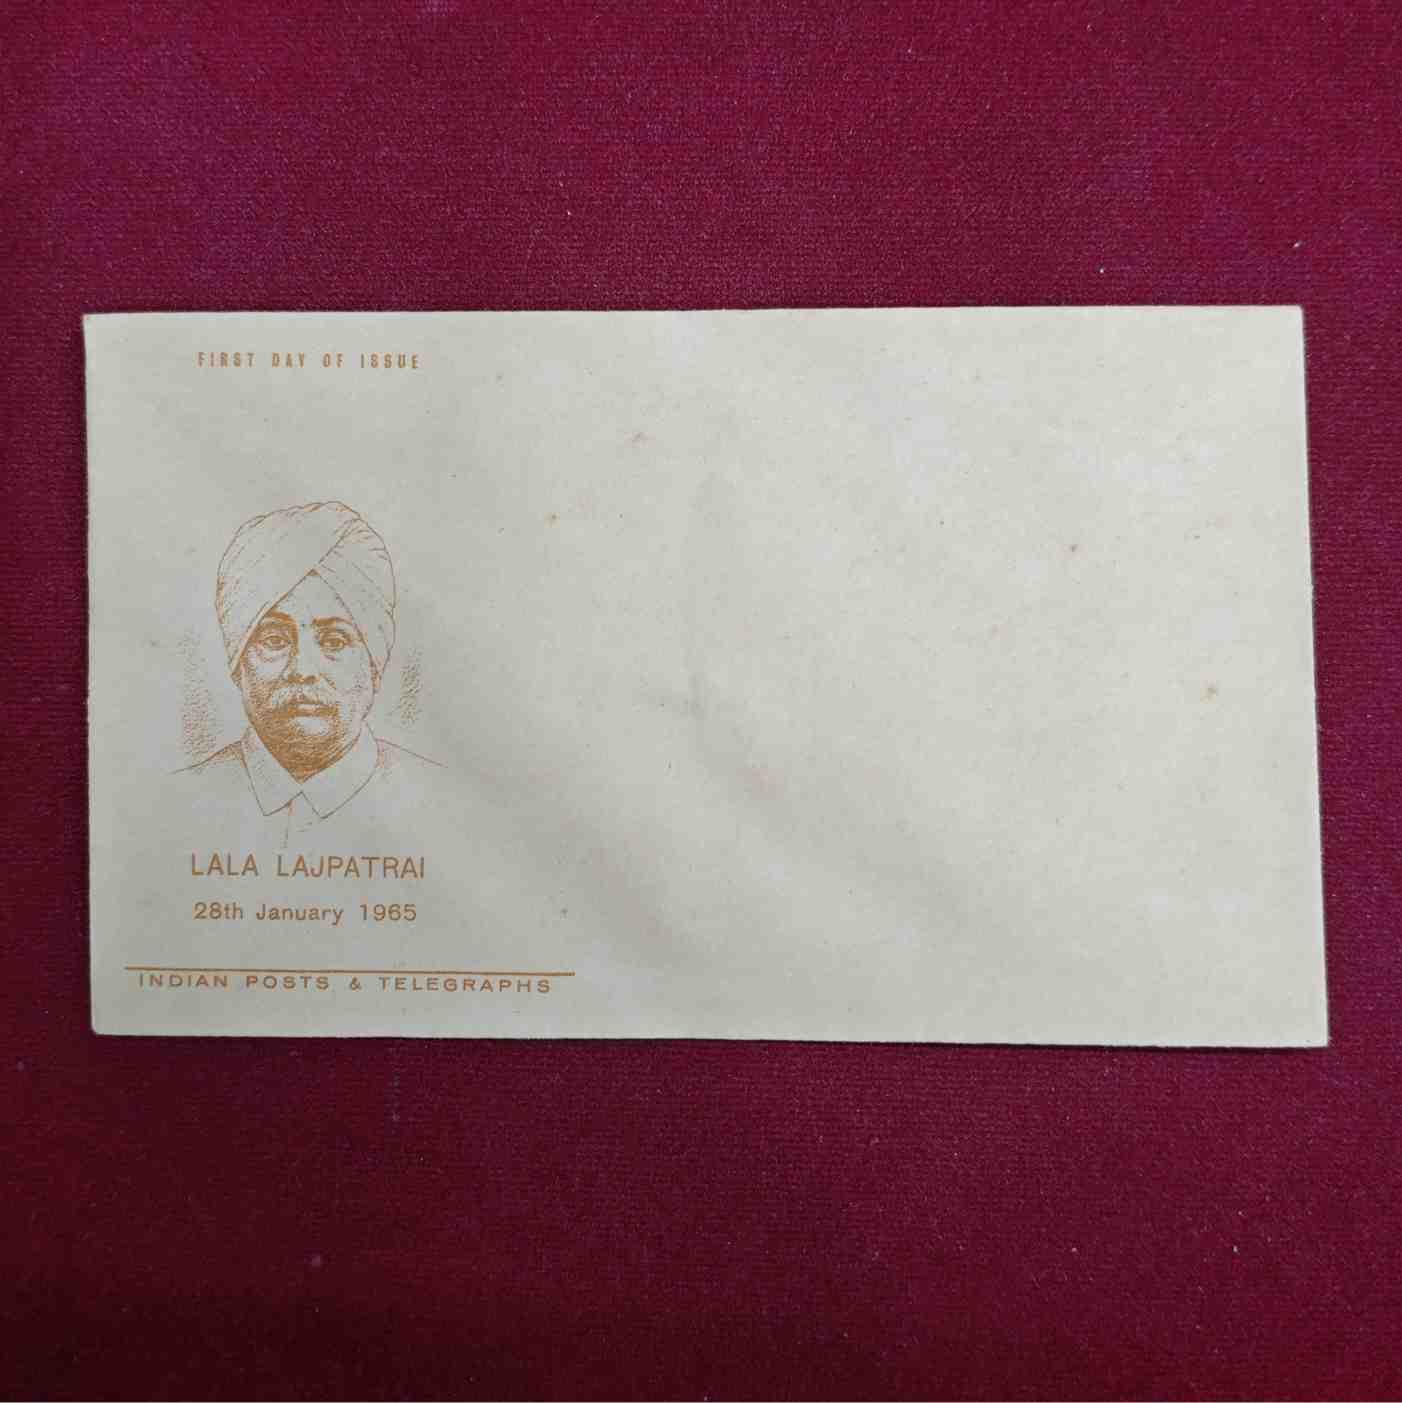 FIRST DAY OF ISSUE
LALA LAJPATRAI
28th January 1965
INDIAN POSTS & TELEGRAPHS